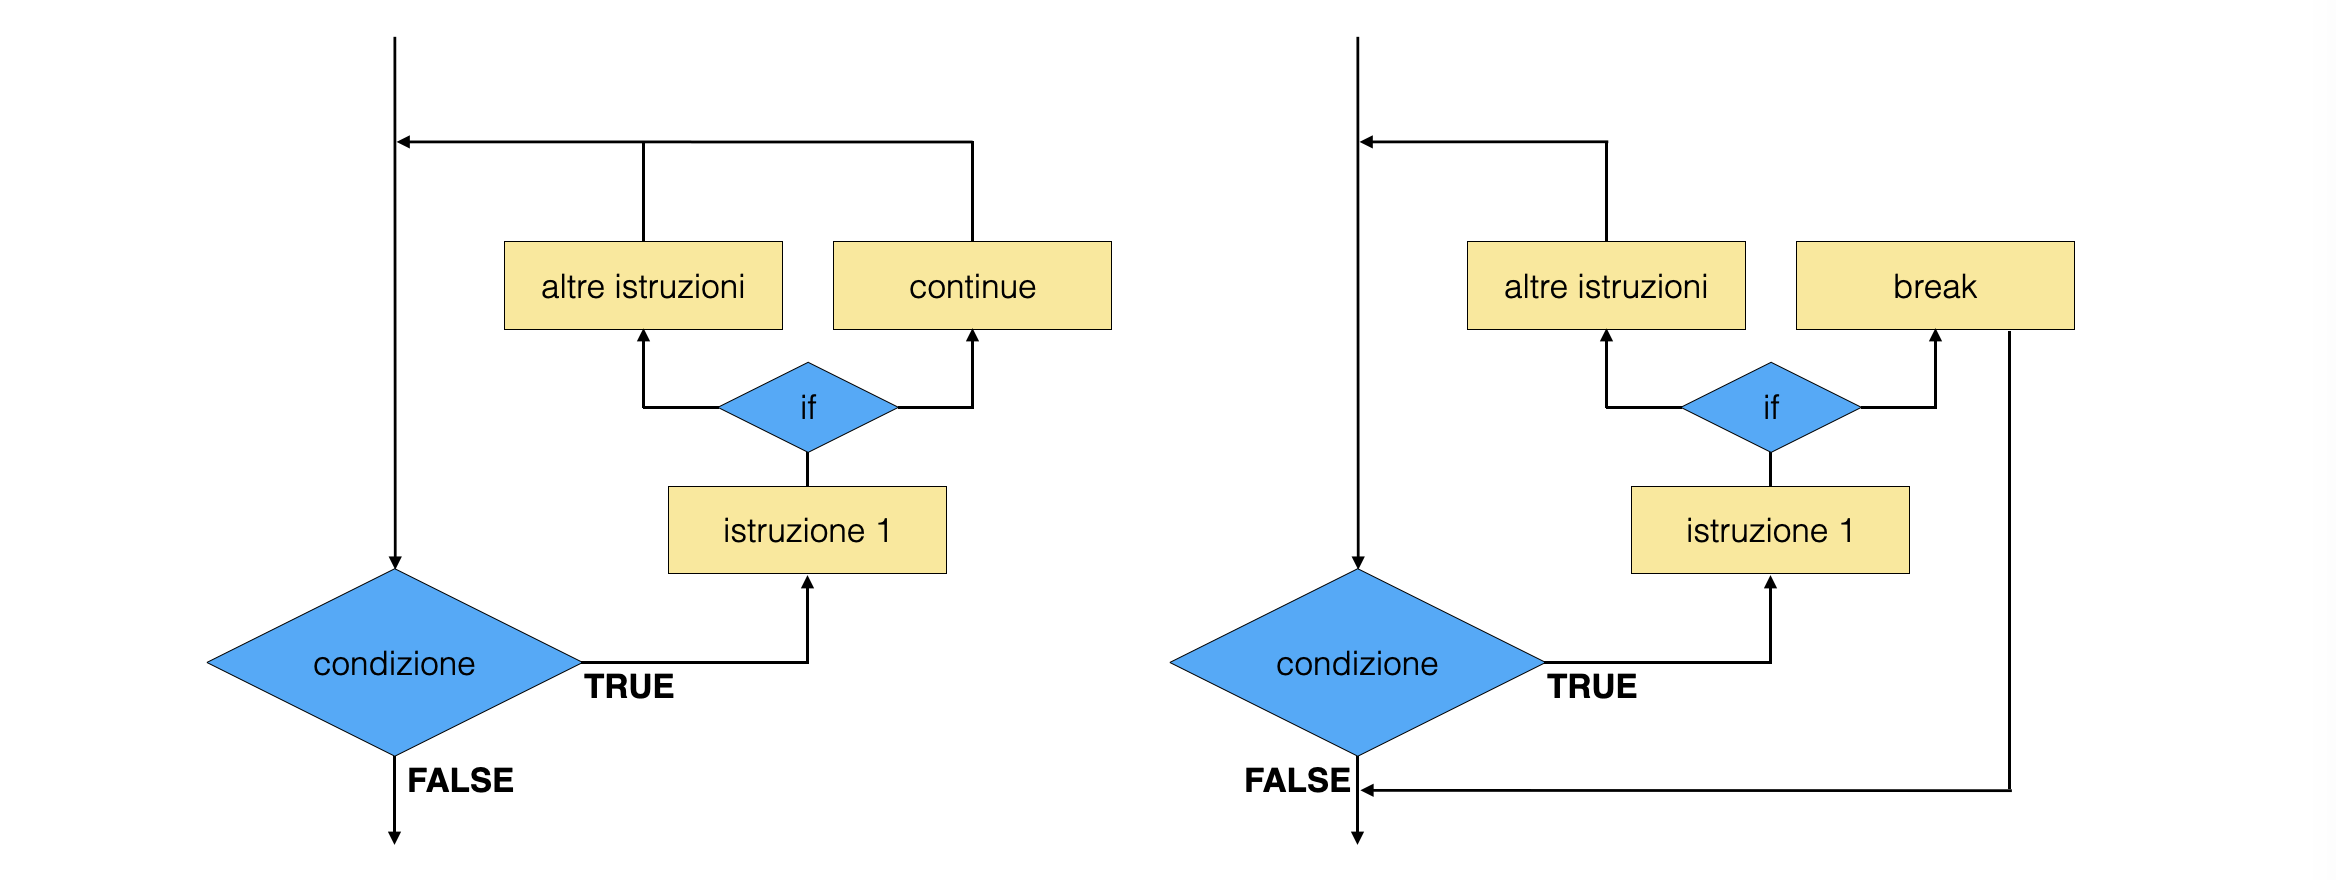 altre istruzioni
continue
if
istruzione 1
condizione
TRUE
FALSE
altre istruzioni
break
if
istruzione 1
condizione
TRUE
FALSE